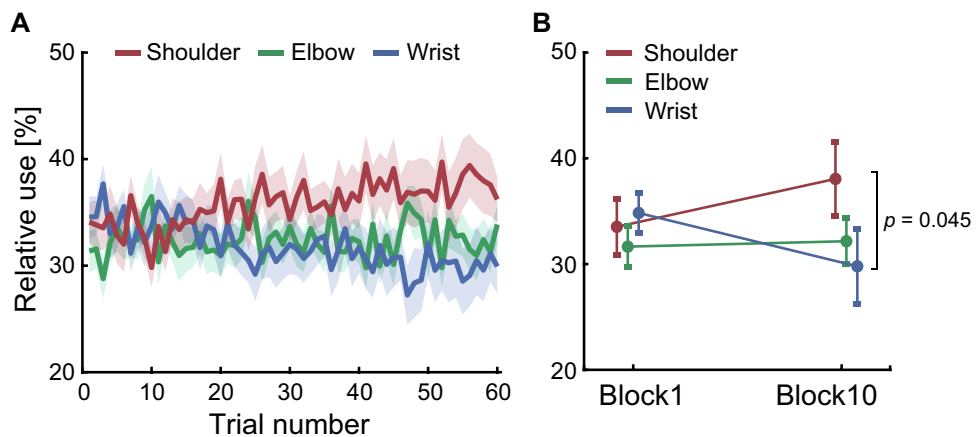 A
Shoulder Elbow Wrist
Relative use [%]
50
40
30
20
0 10 20 30 40 50 60
Trial number
B
50
40
30
20
Shoulder
Elbow
Wrist
p = 0.045
Block1 Block10